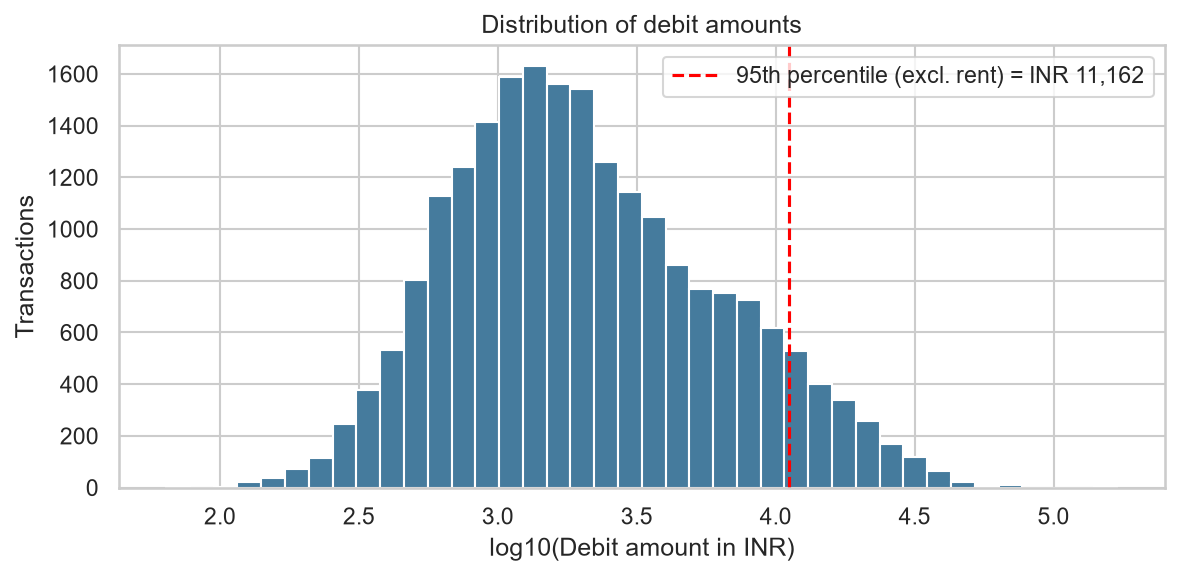 Distribution of debit amounts
95th percentile (excl. rent) = INR 11,162
Transactions
1600
1400
1200
1000
800
600
400
200
0
2.0 2.5 3.0 3.5 4.0 4.5 5.0
log10(Debit amount in INR)